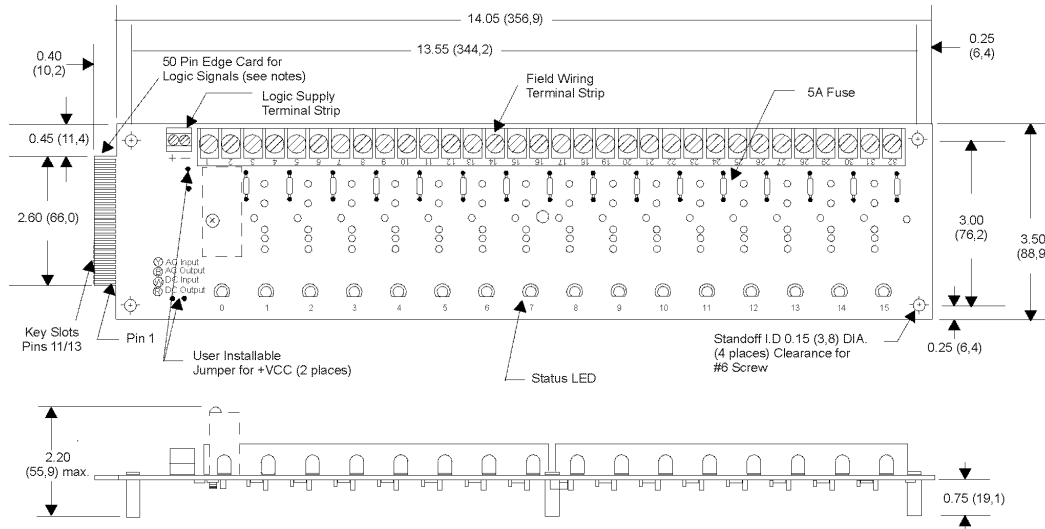 14.05 (356,9)
13.55 (344,2)
0.25
(6,4)
0.40
(10,2)
50 Pin Edge Card for
Logic Signals (see notes)
Logic Supply
Terminal Strip
Field Wiring
Terminal Strip
5A Fuse
0.45 (11,4)
+ -
1 2 3 4 5 6 7 8 9 10 11 12 13 14 15 16 17 18 19 20 21 22 23 24 25 26 27 28 29 30 31 32
2.60 (66,0)
3.00
(76,2)
3.50
(88,9
AC Input
AC Output
DC Input
DC Output
0 1 2 3 4 5 6 7 8 9 10 11 12 13 14 15
Key Slots
Pins 11/13
Pin 1
User Installable
Jumper for +VCC (2 places)
Status LED
Standoff I.D 0.15 (3,8) DIA.
(4 places) Clearance for
#6 Screw
0.25 (6,4)
2.20
(55,9) max.
0.75 (19,1)